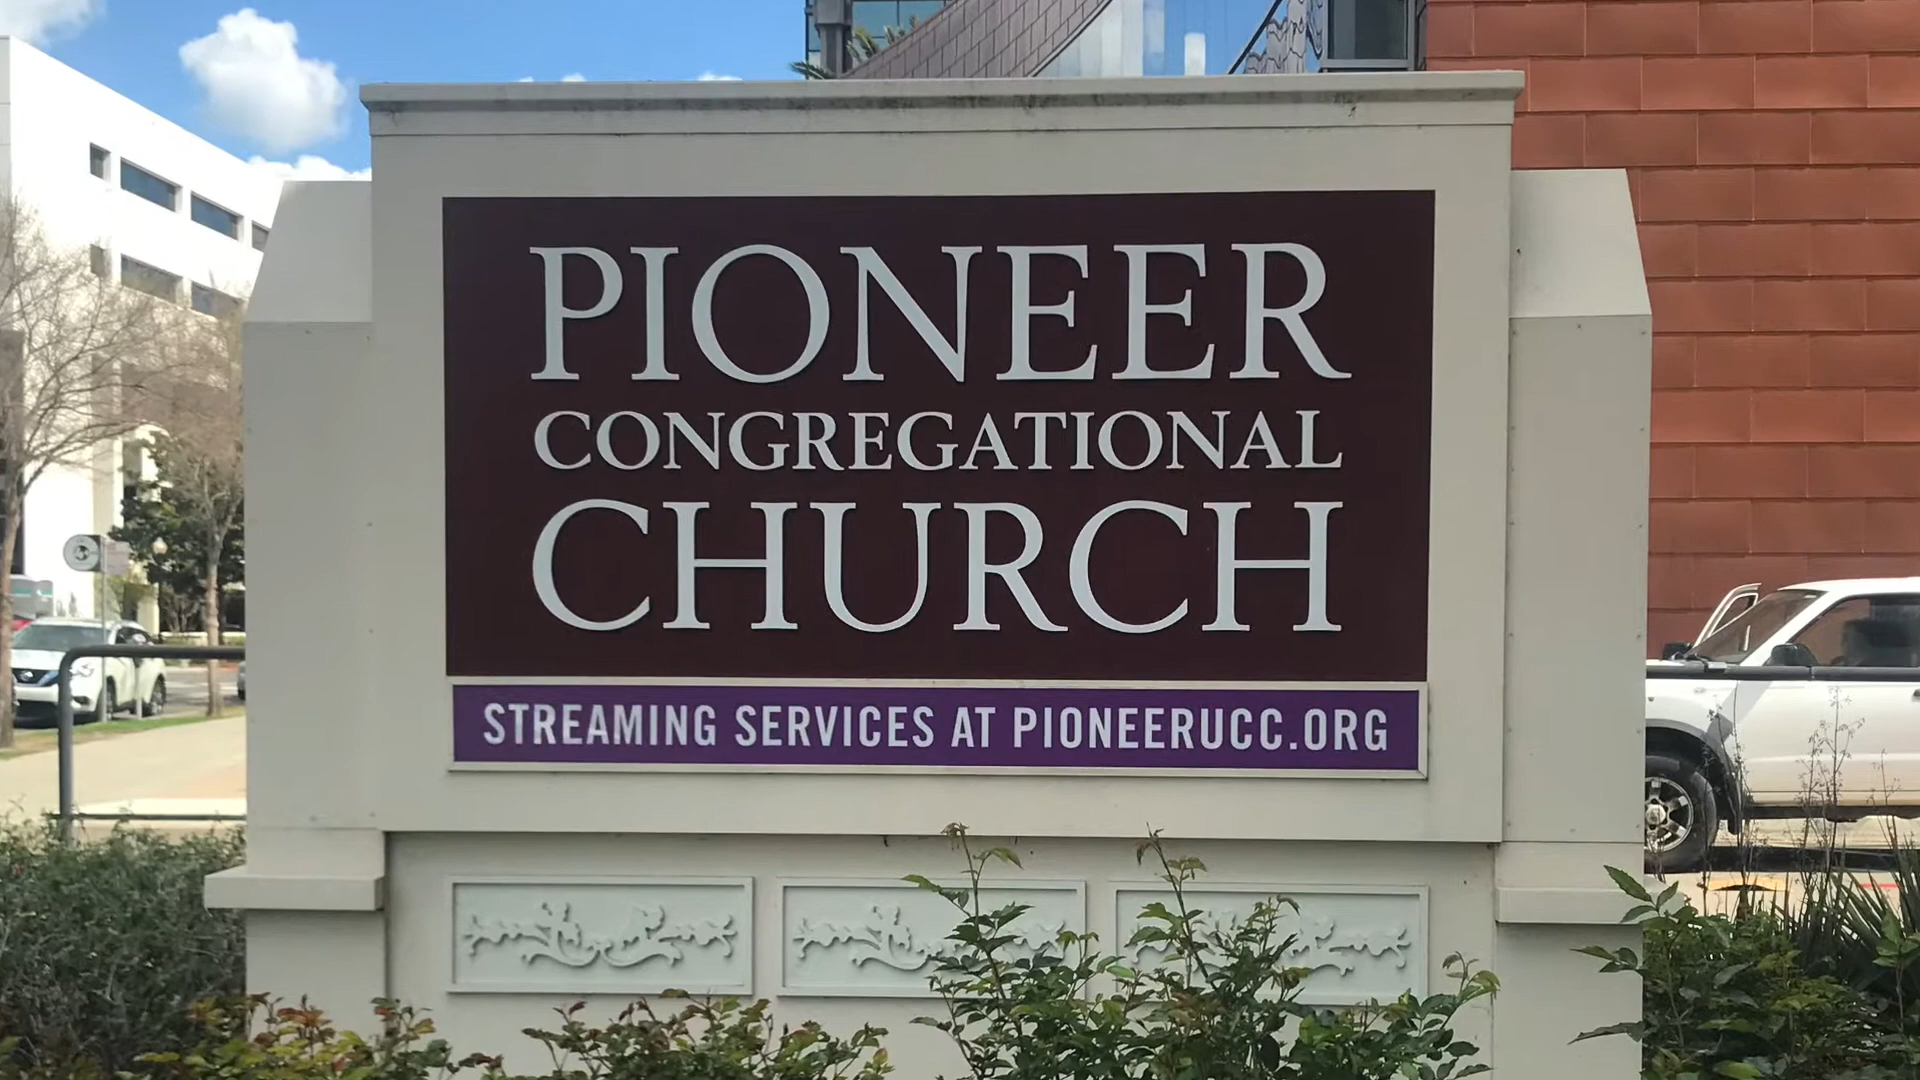 PIONEER
CONGREGATIONAL
CHURCH
STREAMING SERVICES AT PIONEERUCC.ORG